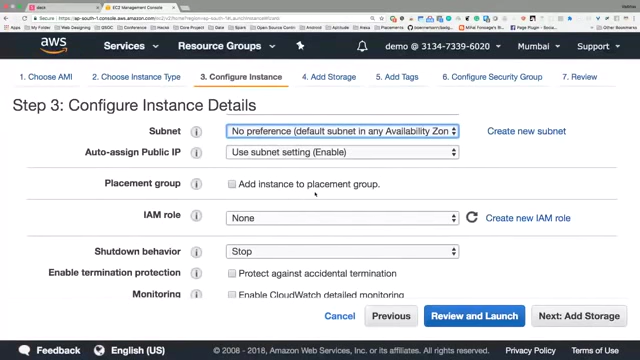 slack
EC2 Management Console
aws
Services
Resource Groups
demo @ 3134-7339-6020
Mumbai
Support
1. Choose AMI
2. Choose Instance Type
3. Configure Instance
4. Add Storage
5. Add Tags
6. Configure Security Group
7. Review
Step 3: Configure Instance Details
Subnet
No preference (default subnet in any Availability Zon
Create new subnet
Auto-assign Public IP
Use subnet setting (Enable)
Placement group
Add instance to placement group.
IAM role
None
Create new IAM role
Shutdown behavior
Stop
Enable termination protection
Protect against accidental termination
Monitoring
Enable CloudWatch detailed monitoring
Cancel
Previous
Review and Launch
Next: Add Storage
Feedback
English (US)
© 2008 - 2018, Amazon Web Services, Inc. or its affiliates. All rights reserved.
Privacy Policy
Terms of Use